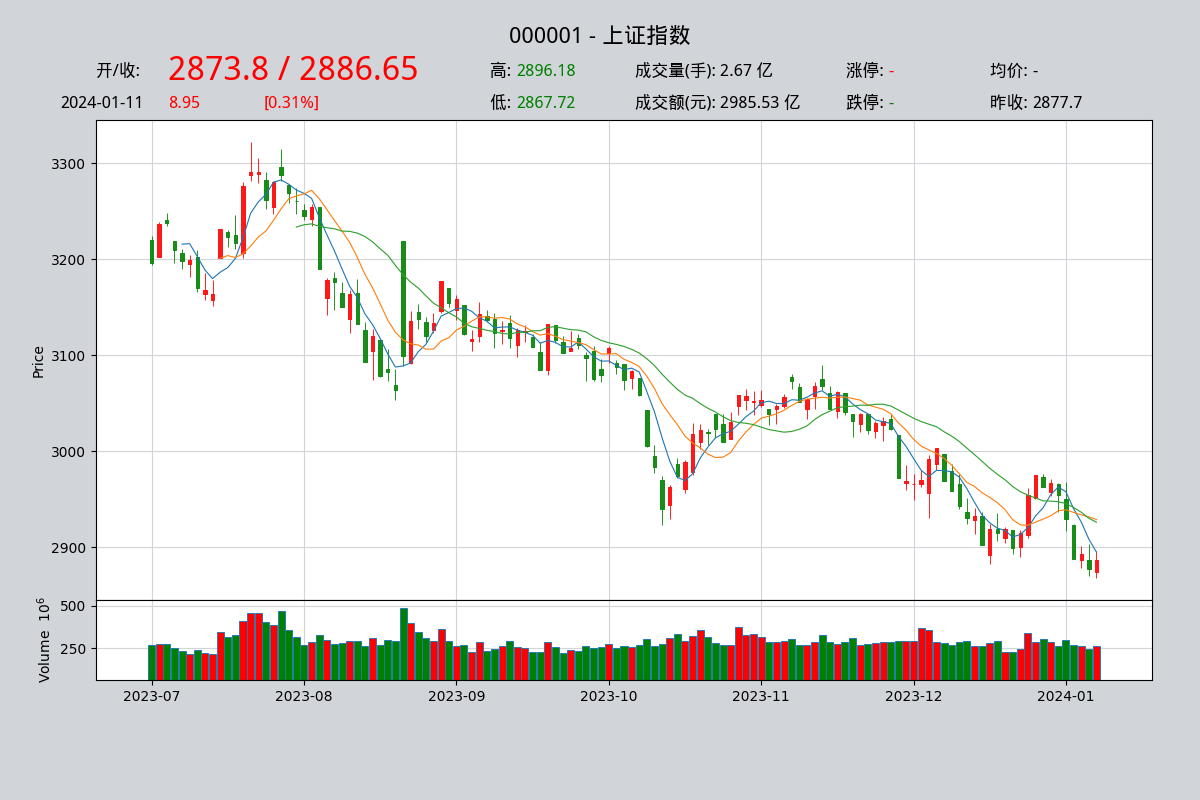 000001 - 上证指数
开/收: 2873.8 / 2886.65 高: 2896.18 成交量(手): 2.67 亿 涨停: - 均价: -
2024-01-11 8.95 [0.31%] 低: 2867.72 成交额(元): 2985.53 亿 跌停: - 昨收: 2877.7
3300
3200
3100
3000
2900
Price
500
250
Volume 10⁶
2023-07 2023-08 2023-09 2023-10 2023-11 2023-12 2024-01